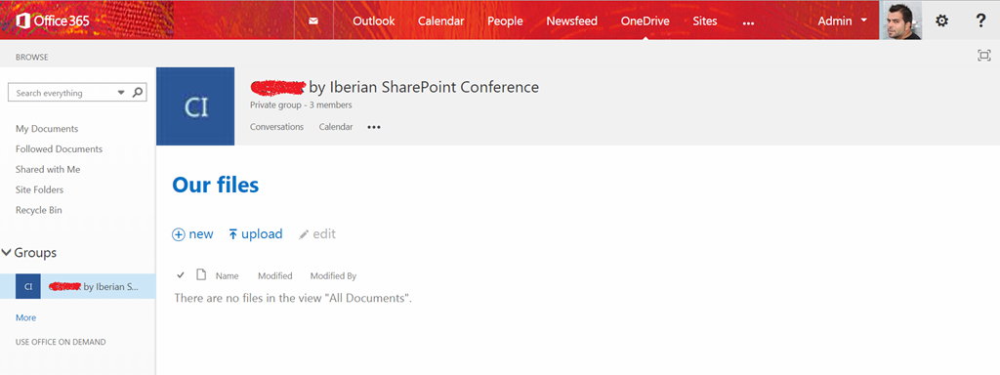 Office 365 Outlook Calendar People Newsfeed OneDrive Sites ... Admin ?
BROWSE
Search everything
My Documents
Followed Documents
Shared with Me
Site Folders
Recycle Bin
Groups
CI by Iberian S...
More
USE OFFICE ON DEMAND
CI
by Iberian SharePoint Conference
Private group - 3 members
Conversations Calendar ...
Our files
new upload edit
Name Modified Modified By
There are no files in the view "All Documents".